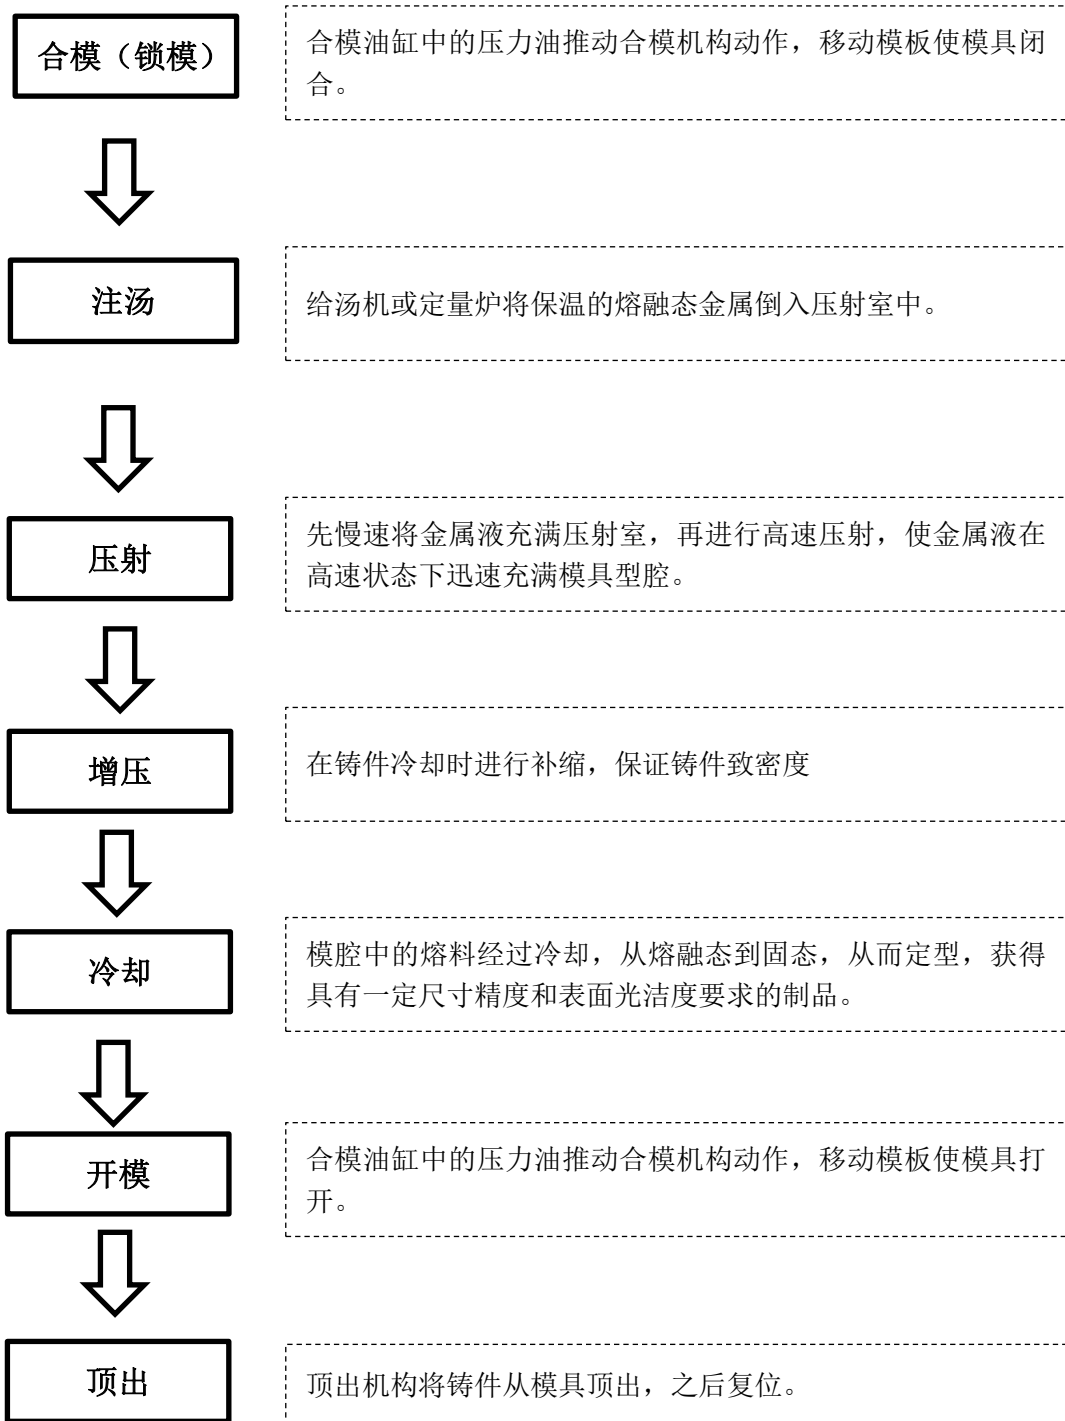 合模（锁模）
合模油缸中的压力油推动合模机构动作，移动模板使模具闭
合。
注汤
给汤机或定量炉将保温的熔融态金属倒入压射室中。
压射
先慢速将金属液充满压射室，再进行高速压射，使金属液在
高速状态下迅速充满模具型腔。
增压
在铸件冷却时进行补缩，保证铸件致密度
冷却
模腔中的熔料经过冷却，从熔融态到固态，从而定型，获得
具有一定尺寸精度和表面光洁度要求的制品。
开模
合模油缸中的压力油推动合模机构动作，移动模板使模具打
开。
顶出
顶出机构将铸件从模具顶出，之后复位。